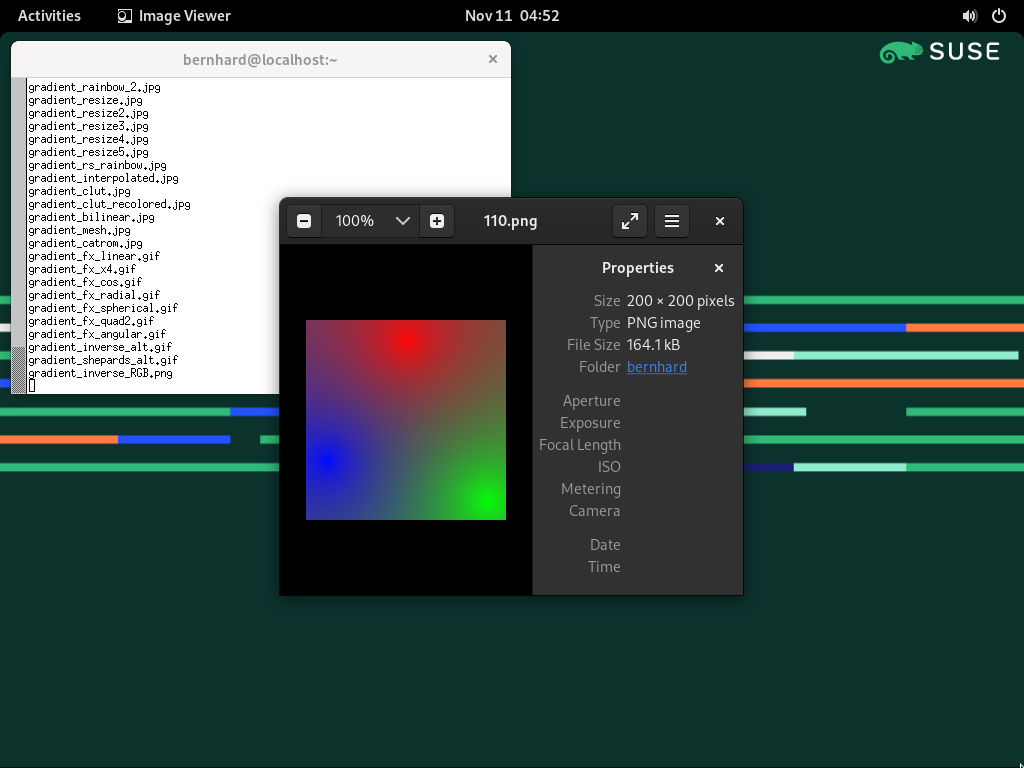 Activities
Image Viewer
Nov 11 04:52
SUSE
bernhard@localhost:~
gradient_rainbow_2.jpg
gradient_resize.jpg
gradient_resize2.jpg
gradient_resize3.jpg
gradient_resize4.jpg
gradient_resize5.jpg
gradient_rs_rainbow.jpg
gradient_interpolated.jpg
gradient_clut.jpg
gradient_clut_recolored.jpg
gradient_bilinear.jpg
gradient_mesh.jpg
gradient_catrom.jpg
gradient_fx_linear.gif
gradient_fx_x4.gif
gradient_fx_cos.gif
gradient_fx_radial.gif
gradient_fx_spherical.gif
gradient_fx_quad2.gif
gradient_fx_angular.gif
gradient_inverse_alt.gif
gradient_shepards_alt.gif
gradient_inverse_RGB.png
100%
110.png
Properties
Size 200 × 200 pixels
Type PNG image
File Size 164.1 kB
Folder bernhard
Aperture
Exposure
Focal Length
ISO
Metering
Camera
Date
Time